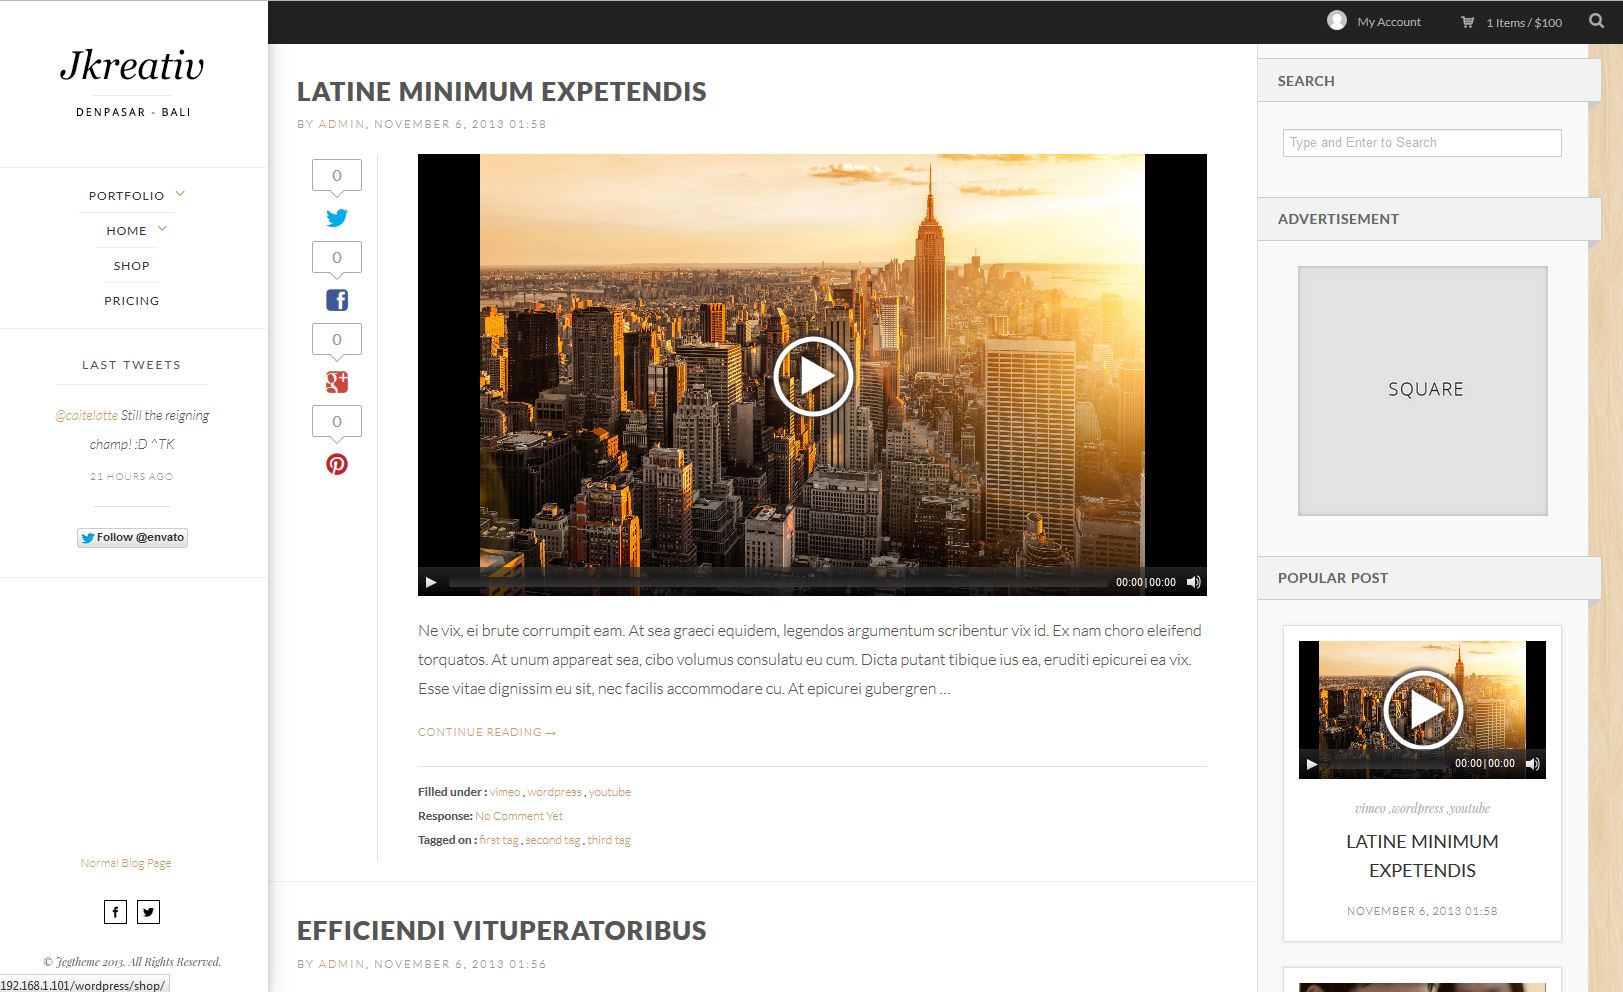 Jkreativ
DENPASAR - BALI
PORTFOLIO
HOME
SHOP
PRICING
LAST TWEETS
@caitelatte Still the reigning
champ! :D ^TK
21 HOURS AGO
Follow @envato
Normal Blog Page
© Jegtheme 2013. All Rights Reserved.
192.168.1.101/wordpress/shop/
My Account
1 Items / $100
LATINE MINIMUM EXPETENDIS
BY ADMIN, NOVEMBER 6, 2013 01:58
0
0
0
0
00:00|00:00
Ne vix, ei brute corrumpit eam. At sea graeci equidem, legendos argumentum scribentur vix id. Ex nam choro eleifend
torquatos. At unum appareat sea, cibo volumus consulatu eu cum. Dicta putant tibique ius ea, eruditi epicurei ea vix.
Esse vitae dignissim eu sit, nec facilis accommodare cu. At epicurei gubergren ...
CONTINUE READING →
Filled under : vimeo , wordpress , youtube
Response: No Comment Yet
Tagged on : first tag , second tag , third tag
EFFICIENDI VITUPERATORIBUS
BY ADMIN, NOVEMBER 6, 2013 01:56
SEARCH
Type and Enter to Search
ADVERTISEMENT
SQUARE
POPULAR POST
00:00|00:00
vimeo ,wordpress ,youtube
LATINE MINIMUM
EXPETENDIS
NOVEMBER 6, 2013 01:58